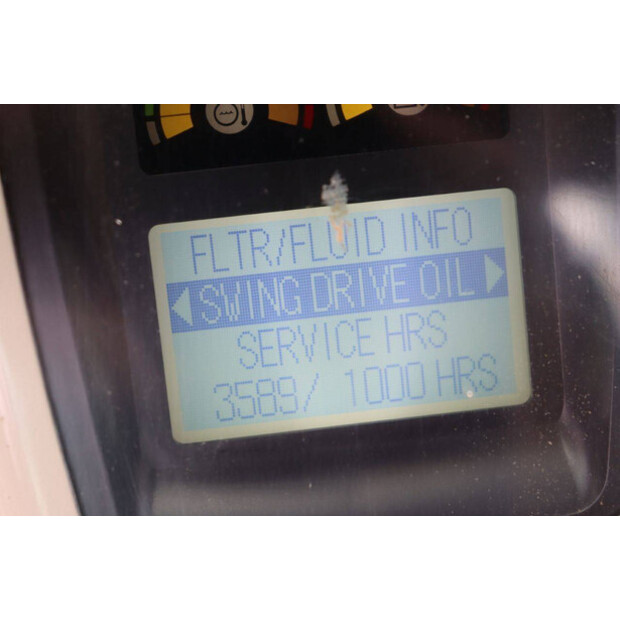 FLTR/FLUID INFO
SWING DRIVE OIL
SERVICE HRS
3589/ 1000 HRS